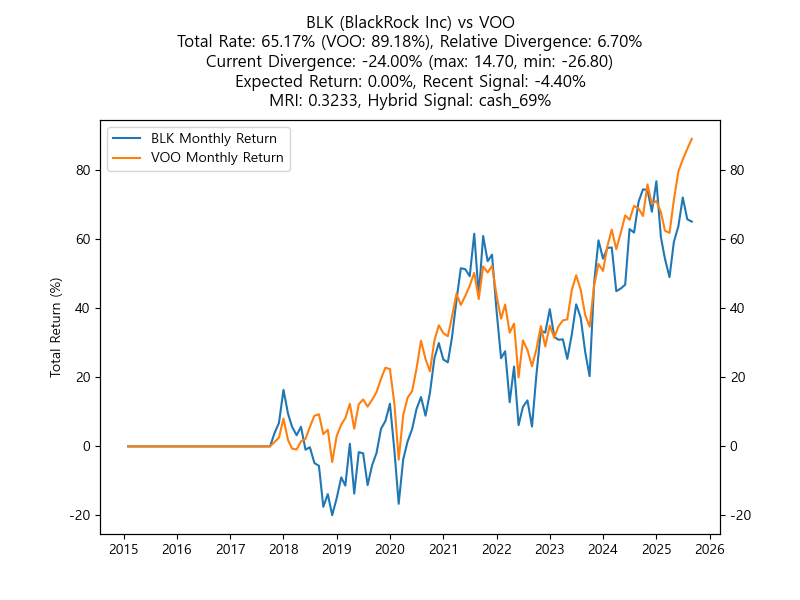 BLK (BlackRock Inc) vs VOO
Total Rate: 65.17% (VOO: 89.18%), Relative Divergence: 6.70%
Current Divergence: -24.00% (max: 14.70, min: -26.80)
Expected Return: 0.00%, Recent Signal: -4.40%
MRI: 0.3233, Hybrid Signal: cash_69%
BLK Monthly Return
VOO Monthly Return
Total Return (%)
80
60
40
20
0
-20
80
60
40
20
0
-20
2015 2016 2017 2018 2019 2020 2021 2022 2023 2024 2025 2026